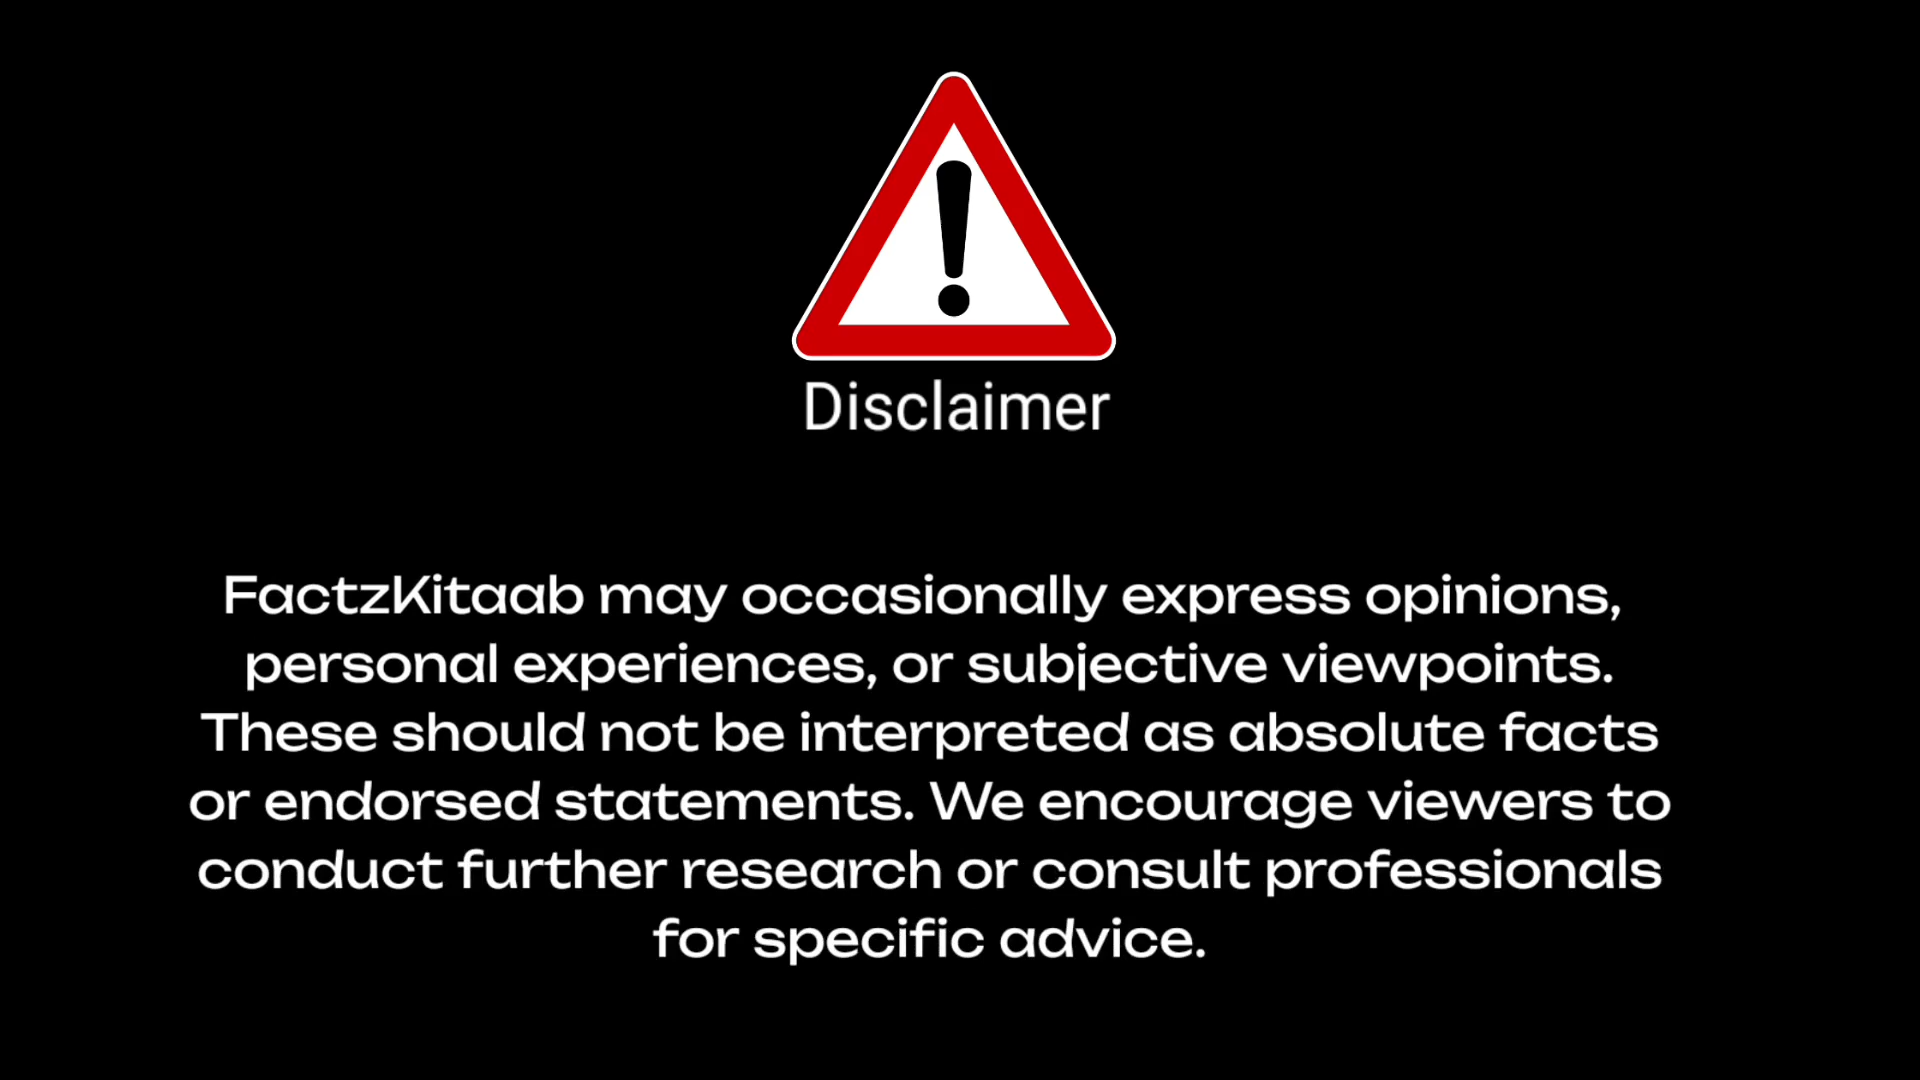 Disclaimer
FactzKitaab may occasionally express opinions,
personal experiences, or subjective viewpoints.
These should not be interpreted as absolute facts
or endorsed statements. We encourage viewers to
conduct further research or consult professionals
for specific advice.